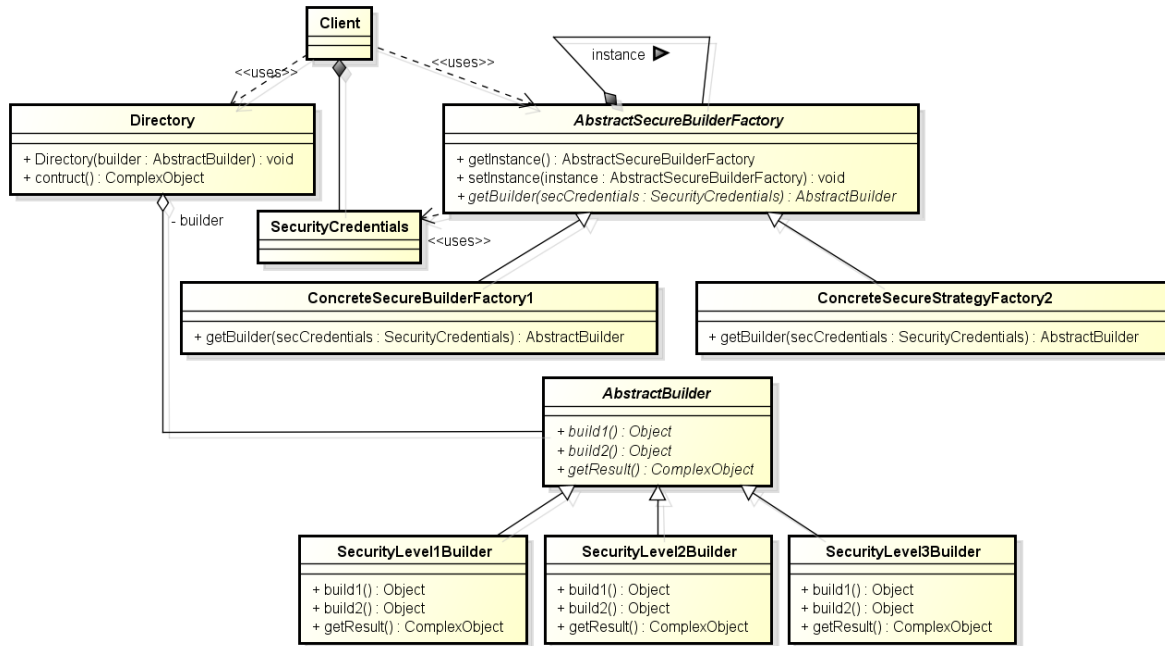 Client
<<uses>>
<<uses>>
instance
Directory
+ Directory(builder : AbstractBuilder) : void
+ contruct() : ComplexObject
- builder
AbstractSecureBuilderFactory
+ getInstance() : AbstractSecureBuilderFactory
+ setInstance(instance : AbstractSecureBuilderFactory) : void
+ getBuilder(secCredentials : SecurityCredentials) : AbstractBuilder
SecurityCredentials
<<uses>>
ConcreteSecureBuilderFactory1
+ getBuilder(secCredentials : SecurityCredentials) : AbstractBuilder
ConcreteSecureStrategyFactory2
+ getBuilder(secCredentials : SecurityCredentials) : AbstractBuilder
AbstractBuilder
+ build1() : Object
+ build2() : Object
+ getResult() : ComplexObject
SecurityLevel1Builder
+ build1() : Object
+ build2() : Object
+ getResult() : ComplexObject
SecurityLevel2Builder
+ build1() : Object
+ build2() : Object
+ getResult() : ComplexObject
SecurityLevel3Builder
+ build1() : Object
+ build2() : Object
+ getResult() : ComplexObject